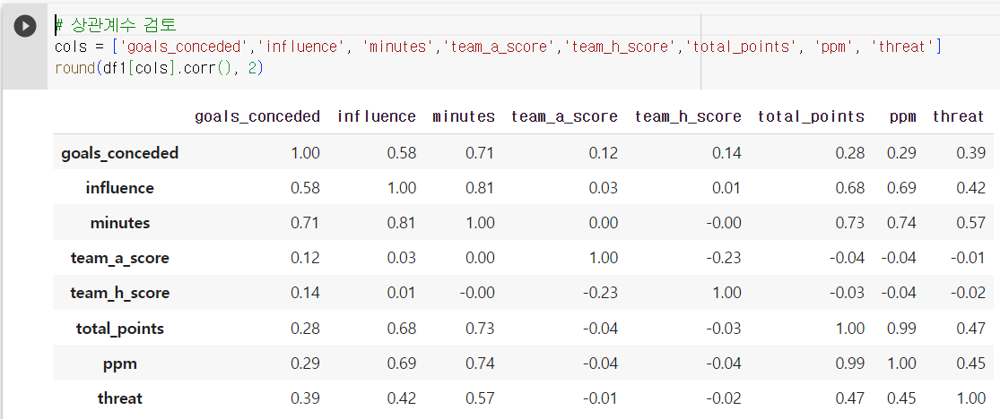 # 상관계수 검토
cols = ['goals_conceded','influence', 'minutes','team_a_score','team_h_score','total_points', 'ppm', 'threat']
round(df1[cols].corr(), 2)
goals_conceded influence minutes team_a_score team_h_score total_points ppm threat
goals_conceded 1.00 0.58 0.71 0.12 0.14 0.28 0.29 0.39
influence 0.58 1.00 0.81 0.03 0.01 0.68 0.69 0.42
minutes 0.71 0.81 1.00 0.00 -0.00 0.73 0.74 0.57
team_a_score 0.12 0.03 0.00 1.00 -0.23 -0.04 -0.04 -0.01
team_h_score 0.14 0.01 -0.00 -0.23 1.00 -0.03 -0.04 -0.02
total_points 0.28 0.68 0.73 -0.04 -0.03 1.00 0.99 0.47
ppm 0.29 0.69 0.74 -0.04 -0.04 0.99 1.00 0.45
threat 0.39 0.42 0.57 -0.01 -0.02 0.47 0.45 1.00